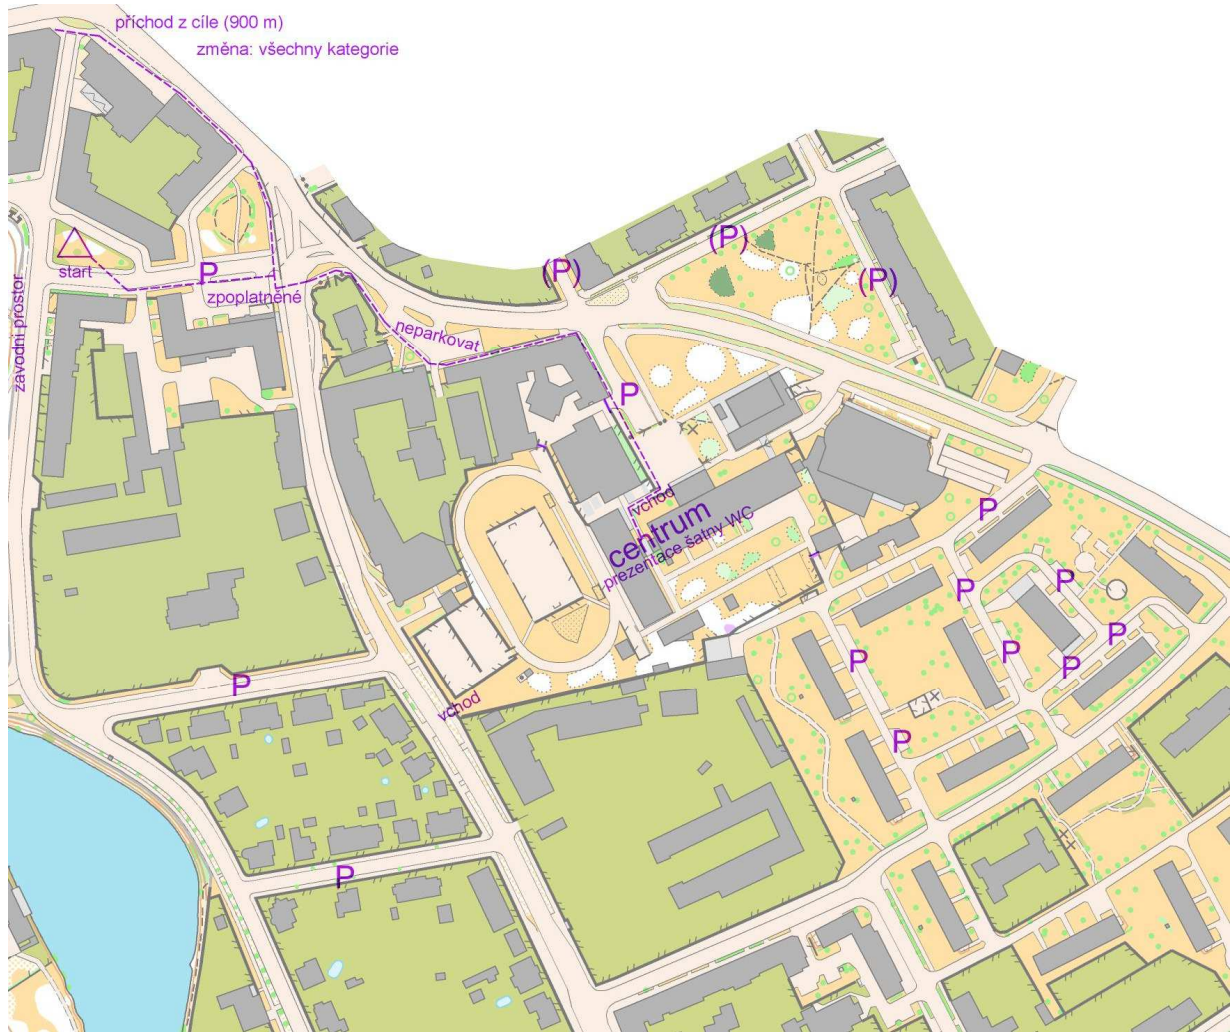 příchod z cíle (900 m)
změna: všechny kategorie
(P)
start
P
(P)
(P)
zpoplatněné
závodní prostor
neparkovat
P
vchod
centrum
prezentace šatny WC
P
P
P
P
P
P
P
P
vchod
P
P